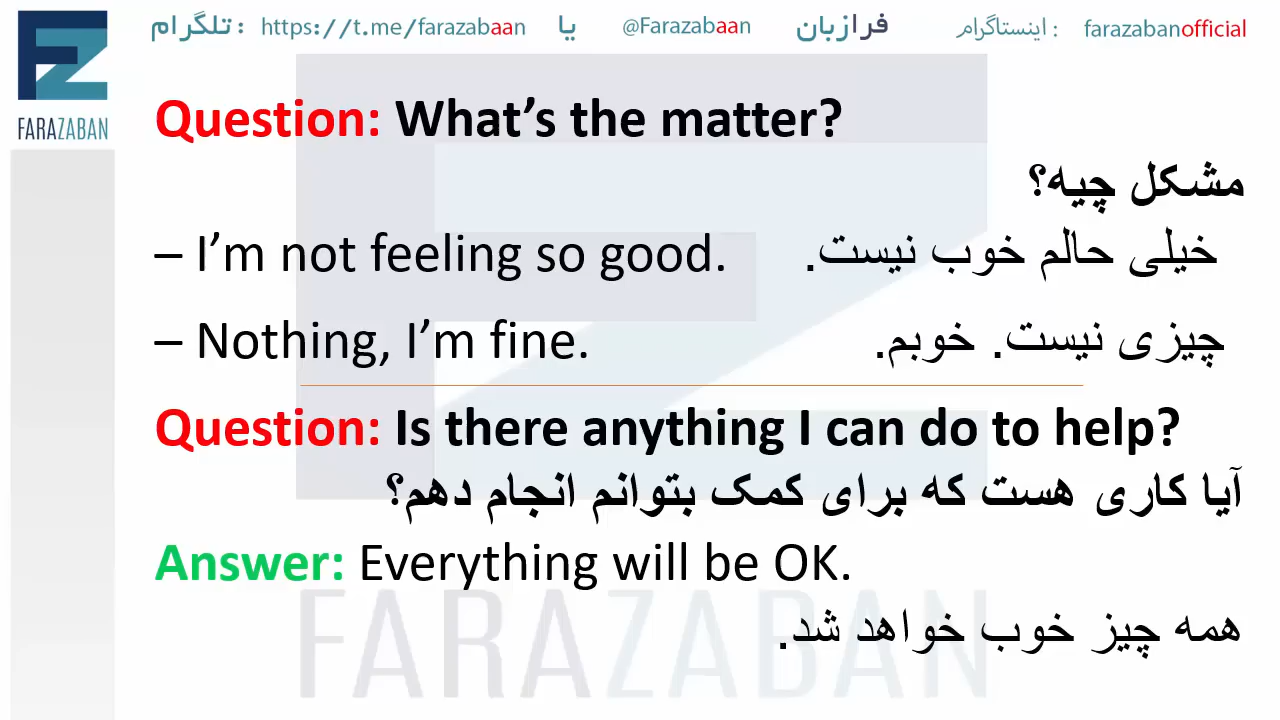 تلگرام : https://t.me/farazabaan یا @Farazabaan فرازبان اینستاگرام : farazabanofficial
FARAZABAN
Question: What’s the matter?
مشکل چیه؟
– I’m not feeling so good. خیلی حالم خوب نیست.
– Nothing, I’m fine. چیزی نیست. خوبم.
Question: Is there anything I can do to help?
آیا کاری هست که برای کمک بتوانم انجام دهم؟
Answer: Everything will be OK.
همه چیز خوب خواهد شد.
FARAZABAN